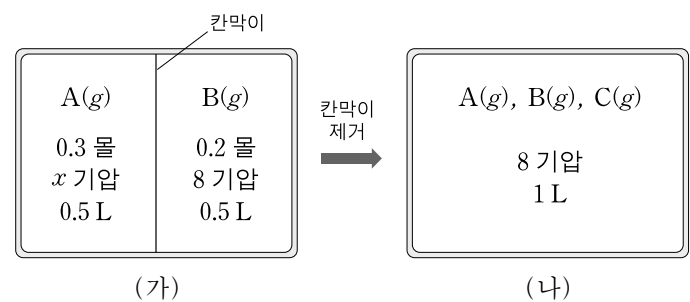 칸막이
A(g)
0.3 몰
x 기압
0.5 L
B(g)
0.2 몰
8 기압
0.5 L
(가)
칸막이
제거
A(g), B(g), C(g)
8 기압
1 L
(나)